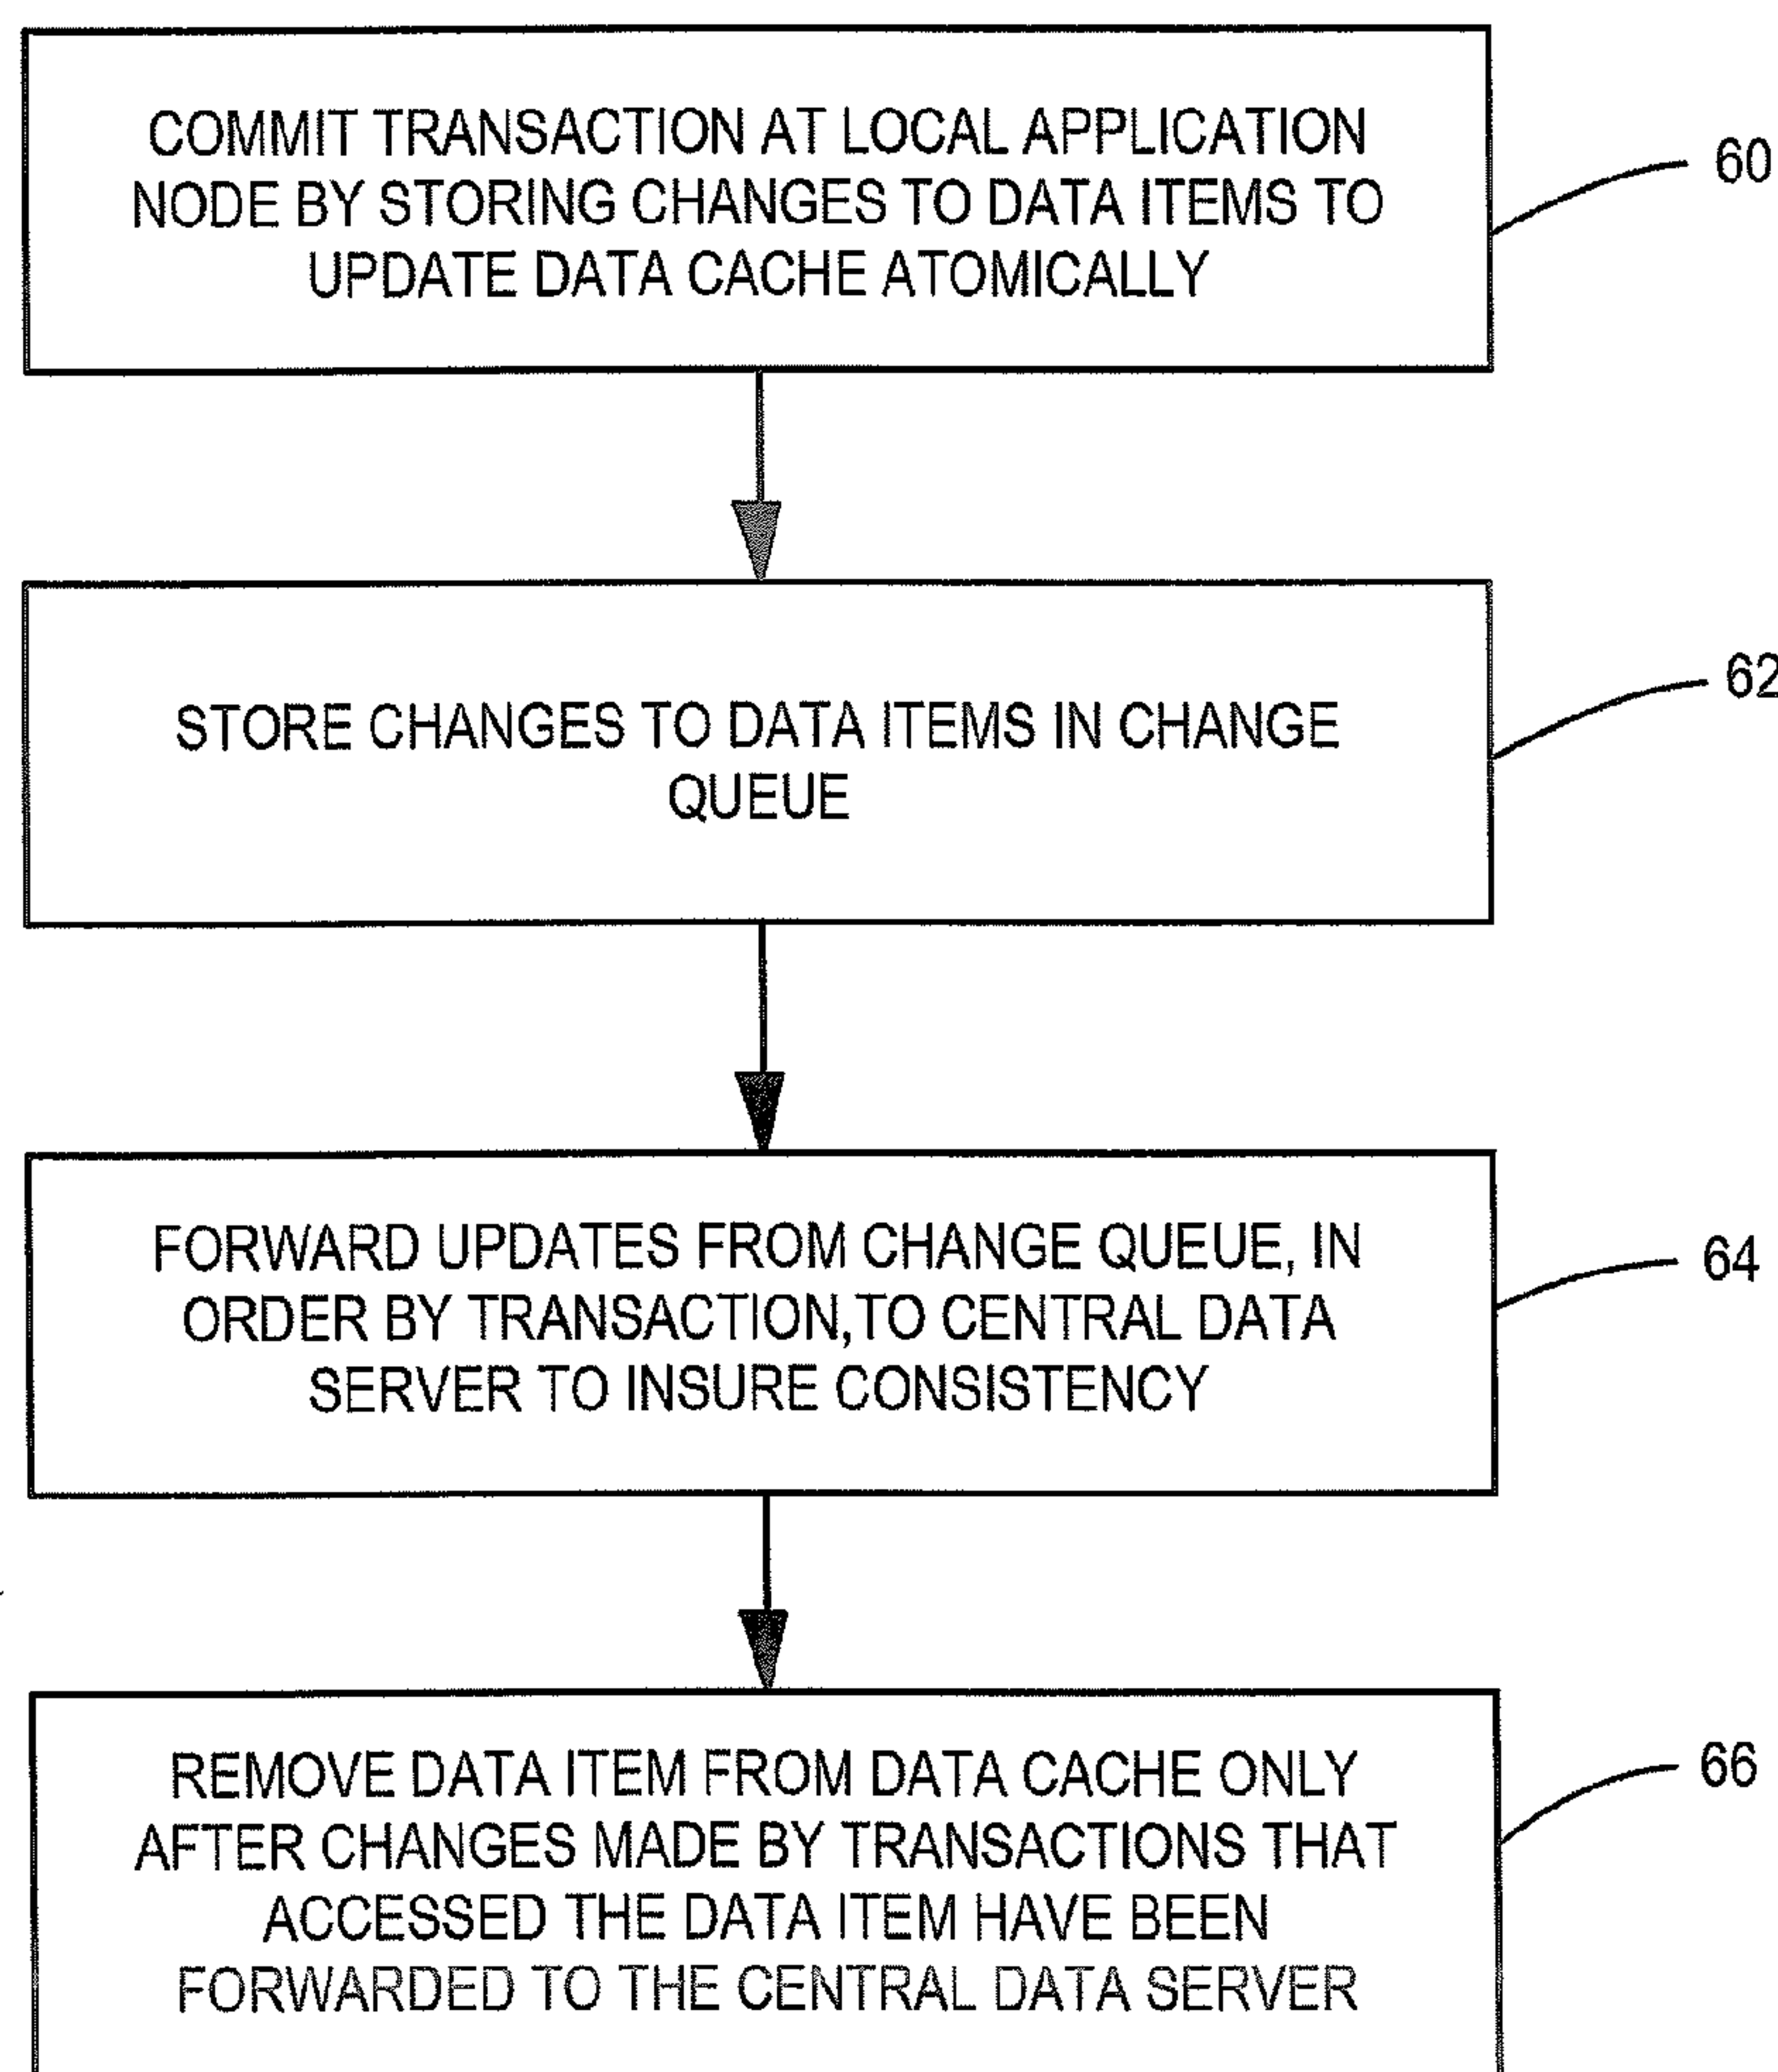 COMMIT TRANSACTION AT LOCAL APPLICATION
NODE BY STORING CHANGES TO DATA ITEMS TO
UPDATE DATA CACHE ATOMICALLY
60
STORE CHANGES TO DATA ITEMS IN CHANGE
QUEUE
62
FORWARD UPDATES FROM CHANGE QUEUE, IN
ORDER BY TRANSACTION,TO CENTRAL DATA
SERVER TO INSURE CONSISTENCY
64
REMOVE DATA ITEM FROM DATA CACHE ONLY
AFTER CHANGES MADE BY TRANSACTIONS THAT
ACCESSED THE DATA ITEM HAVE BEEN
FORWARDED TO THE CENTRAL DATA SERVER
66